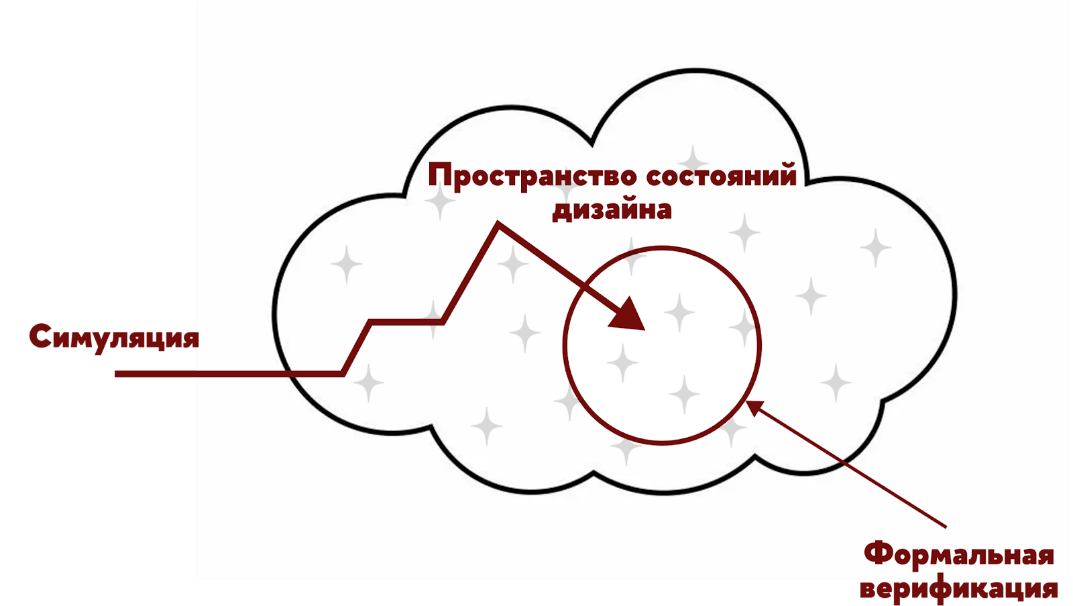 Пространство состояний
дизайна
Симуляция
Формальная
верификация